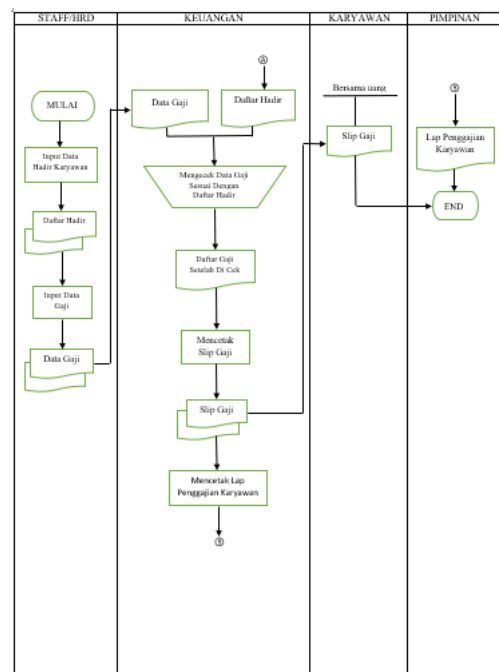 STAFF/HRD
MULAI
Input Data
Hadir Karyawan
Daftar Hadir
Input Data
Gaji
Data Gaji
KEUANGAN
A
Data Gaji
Daftar Hadir
Mengecek Data Gaji
Sesuai Dengan
Daftar Hadir
Daftar Gaji
Setelah Di Cek
Mencetak
Slip Gaji
Slip Gaji
Mencetak Lap
Penggajian Karyawan
KARYAWAN
Bersama uang
Slip Gaji
PIMPINAN
Lap Penggajian
Karyawan
END